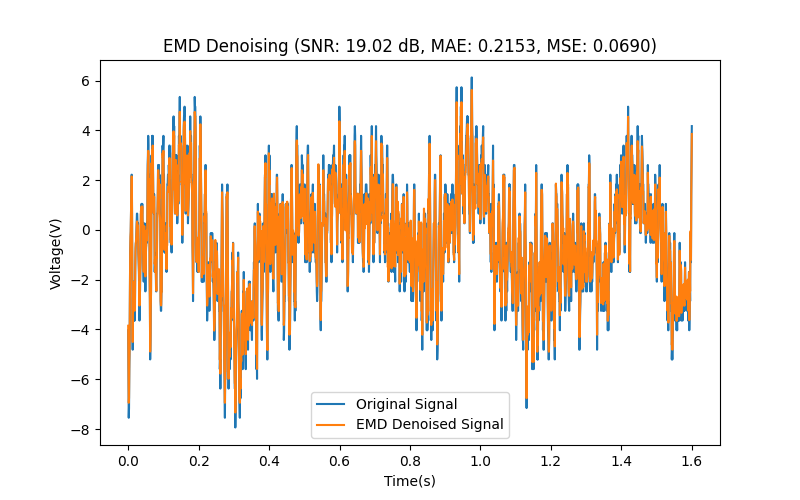 EMD Denoising (SNR: 19.02 dB, MAE: 0.2153, MSE: 0.0690)
6
4
2
0
−2
−4
−6
−8
Voltage(V)
Original Signal
EMD Denoised Signal
0.0 0.2 0.4 0.6 0.8 1.0 1.2 1.4 1.6
Time(s)